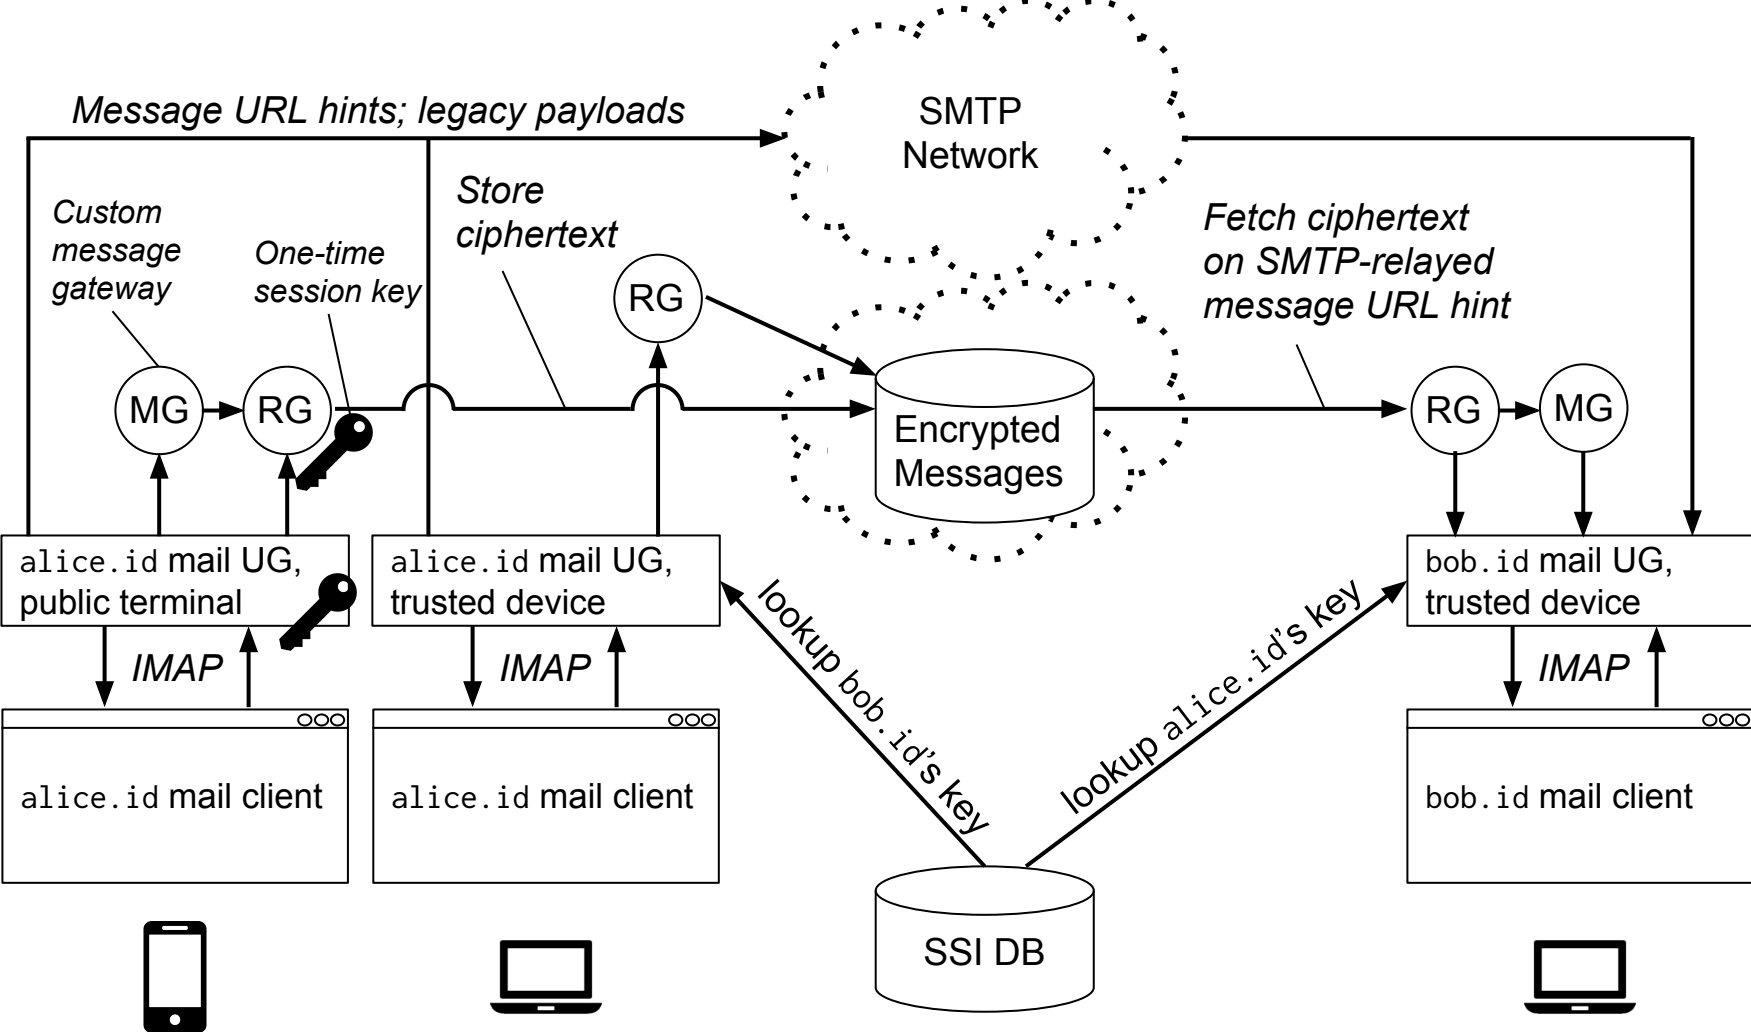 Message URL hints; legacy payloads
SMTP
Network
Custom
message
gateway
One-time
session key
Store
ciphertext
Fetch ciphertext
on SMTP-relayed
message URL hint
RG
MG
RG
Encrypted
Messages
RG
MG
alice.id mail UG,
public terminal
alice.id mail UG,
trusted device
bob.id mail UG,
trusted device
IMAP
IMAP
IMAP
lookup bob.id's key
lookup alice.id's key
alice.id mail client
alice.id mail client
bob.id mail client
SSI DB